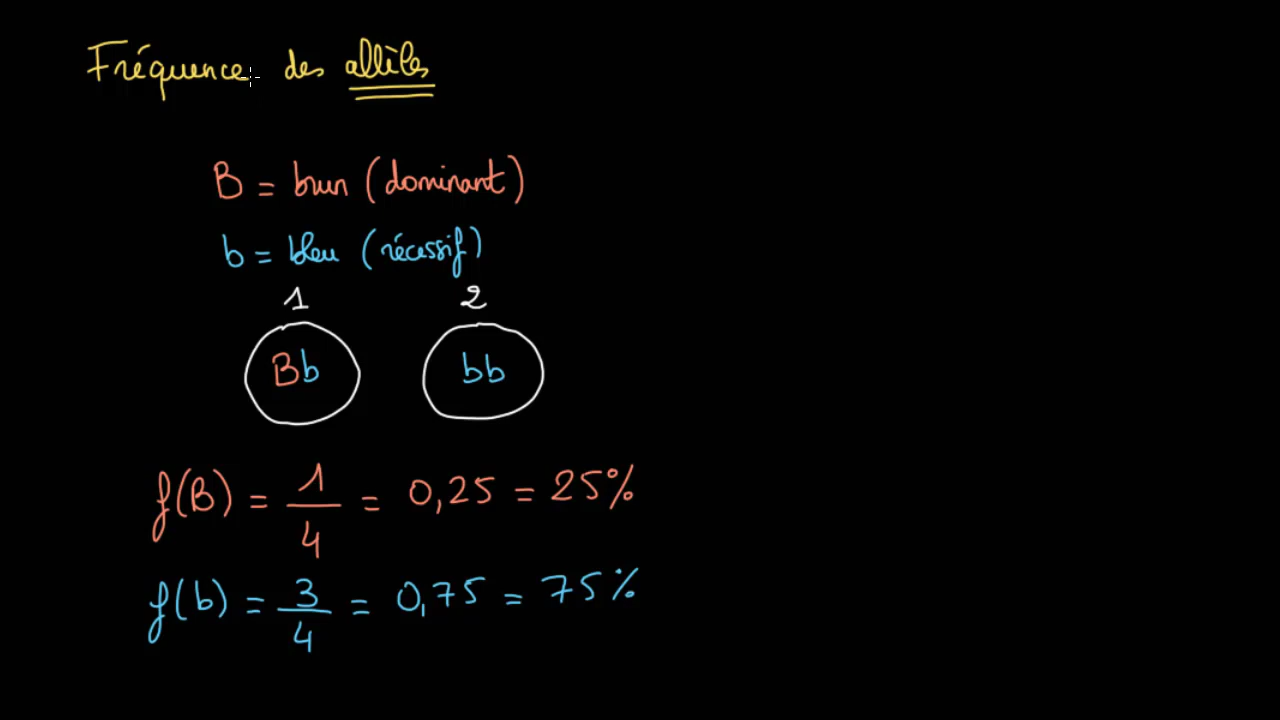 Fréquence des allèles
B = brun (dominant)
b = bleu (récessif)
1 2
Bb bb
f(B) = 1/4 = 0,25 = 25%
f(b) = 3/4 = 0,75 = 75%